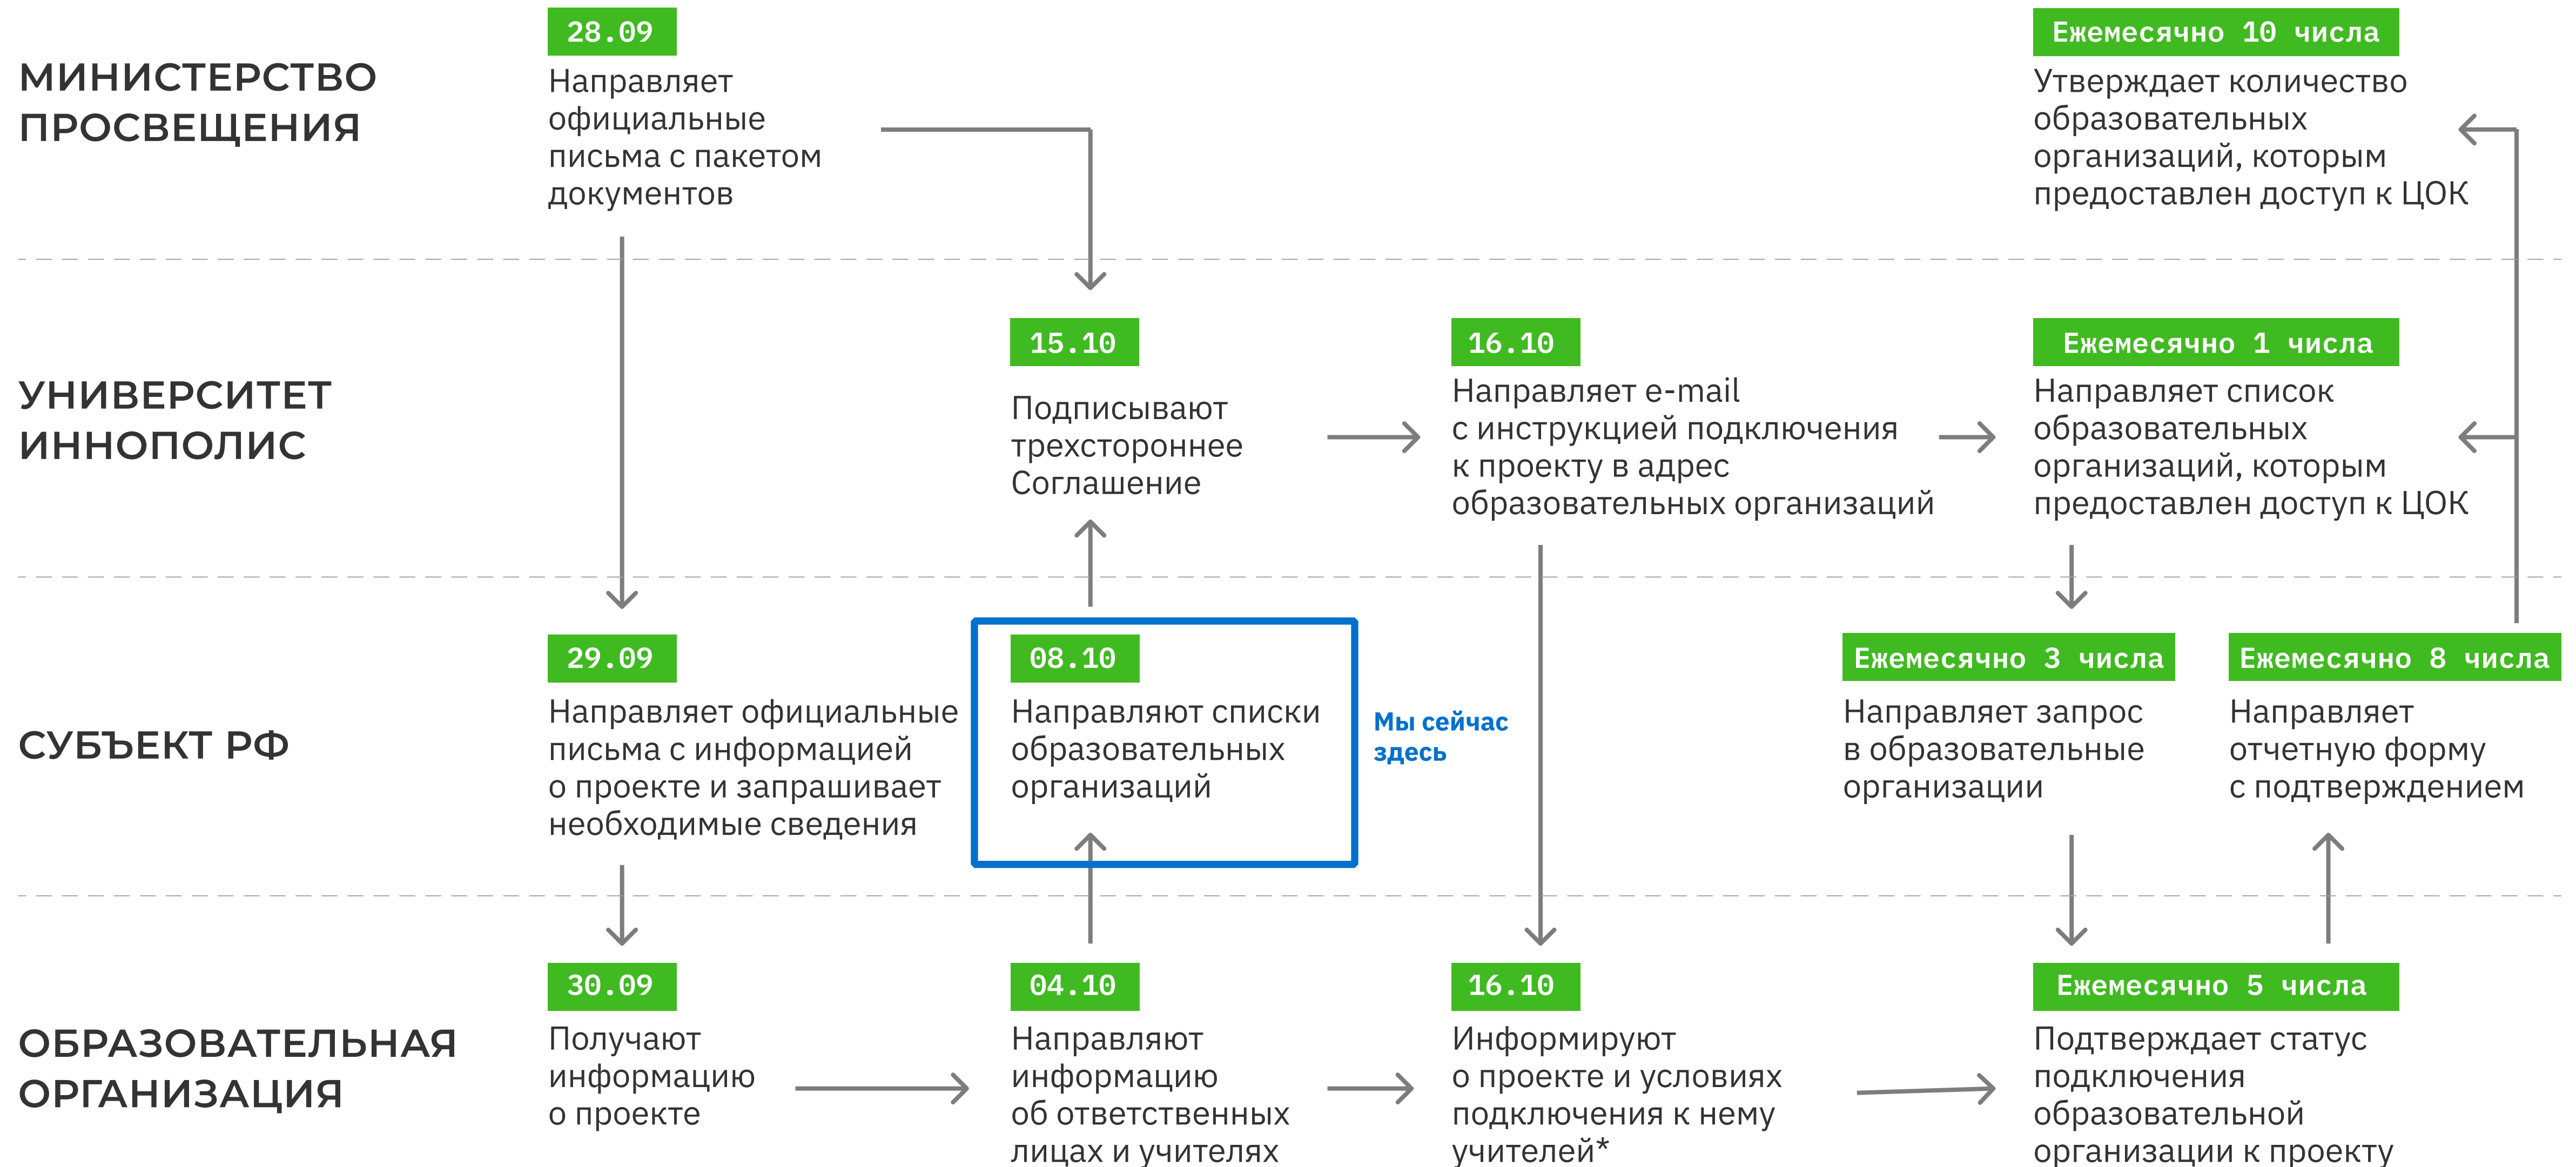 МИНИСТЕРСТВО
ПРОСВЕЩЕНИЯ
28.09
Направляет
официальные
письма с пакетом
документов
Ежемесячно 10 числа
Утверждает количество
образовательных
организаций, которым
предоставлен доступ к ЦОК
УНИВЕРСИТЕТ
ИННОПОЛИС
15.10
Подписывают
трехстороннее
Соглашение
16.10
Направляет e-mail
с инструкцией подключения
к проекту в адрес
образовательных организаций
Ежемесячно 1 числа
Направляет список
образовательных
организаций, которым
предоставлен доступ к ЦОК
СУБЪЕКТ РФ
29.09
Направляет официальные
письма с информацией
о проекте и запрашивает
необходимые сведения
08.10
Направляют списки
образовательных
организаций
Мы сейчас
здесь
Ежемесячно 3 числа
Направляет запрос
в образовательные
организации
Ежемесячно 8 числа
Направляет
отчетную форму
с подтверждением
ОБРАЗОВАТЕЛЬНАЯ
ОРГАНИЗАЦИЯ
30.09
Получают
информацию
о проекте
04.10
Направляют
информацию
об ответственных
лицах и учителях
16.10
Информируют
о проекте и условиях
подключения к нему
учителей*
Ежемесячно 5 числа
Подтверждает статус
подключения
образовательной
организации к проекту